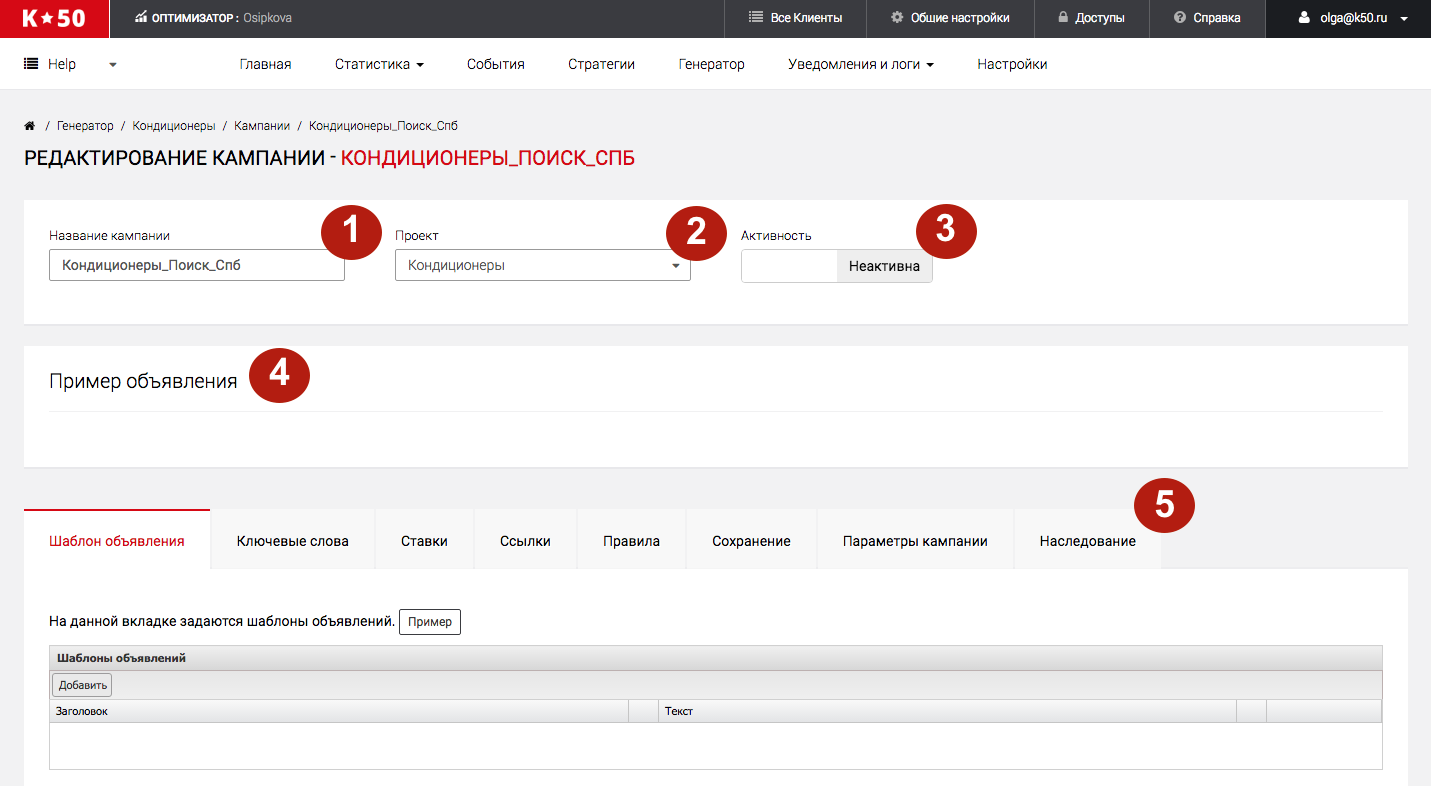 K★50 ОПТИМИЗАТОР : Osipkova Все Клиенты Общие настройки Доступы Справка olga@k50.ru
Help Главная Статистика События Стратегии Генератор Уведомления и логи Настройки
/ Генератор / Кондиционеры / Кампании / Кондиционеры_Поиск_Спб
РЕДАКТИРОВАНИЕ КАМПАНИИ - КОНДИЦИОНЕРЫ_ПОИСК_СПБ
1 2 3
Название кампании Проект Активность
Кондиционеры_Поиск_Спб Кондиционеры Неактивна
Пример объявления 4
5
Шаблон объявления Ключевые слова Ставки Ссылки Правила Сохранение Параметры кампании Наследование
На данной вкладке задаются шаблоны объявлений. Пример
Шаблоны объявлений
Добавить
Заголовок Текст